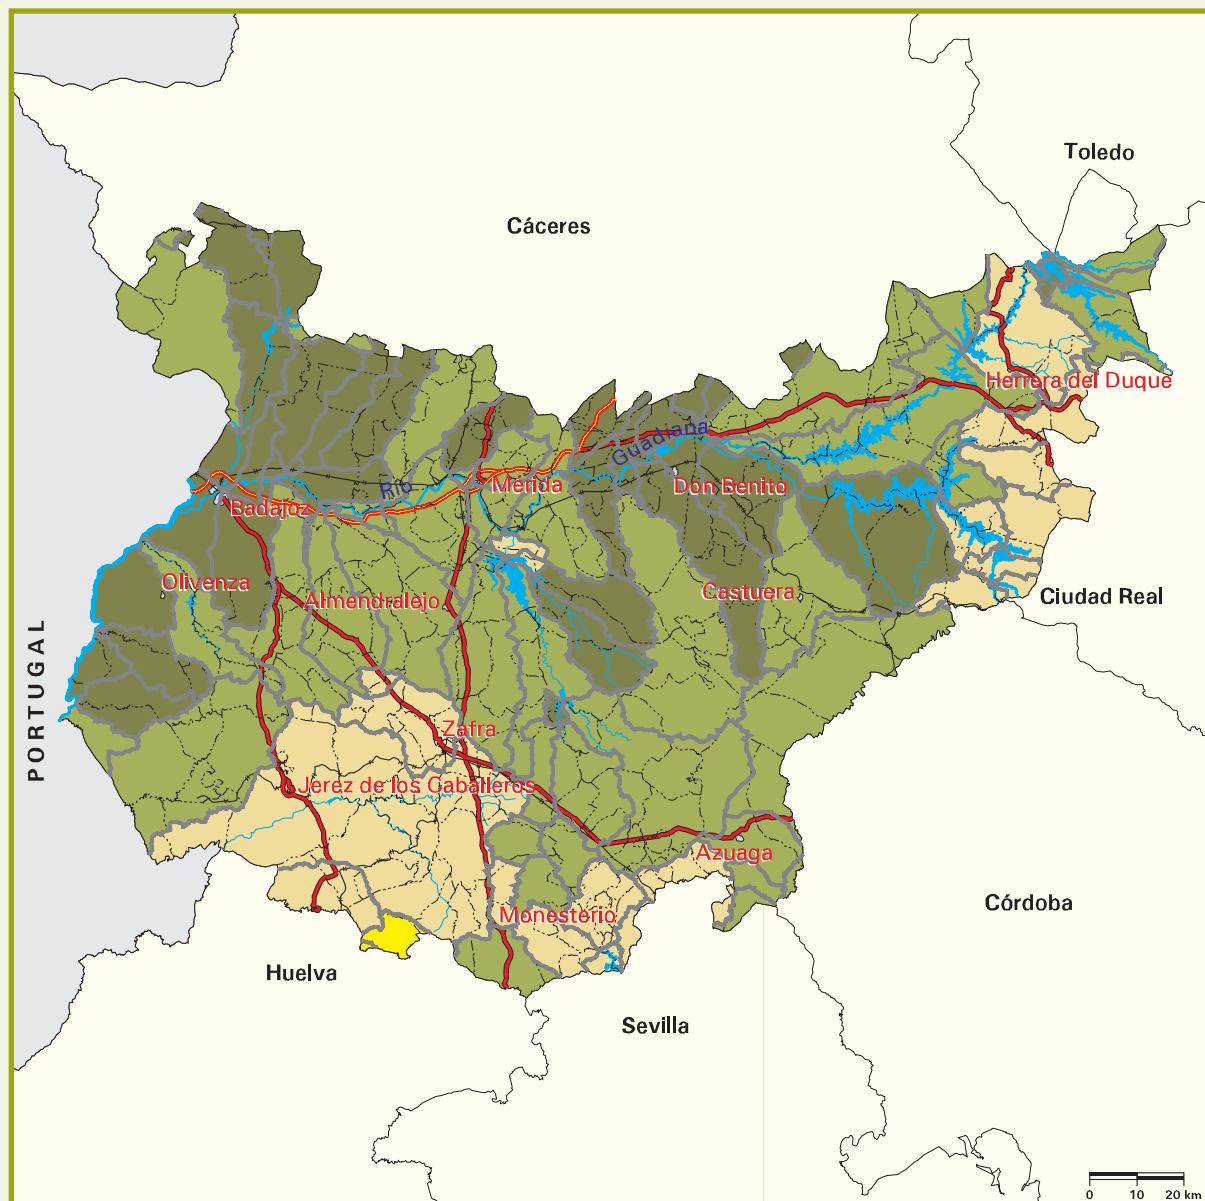 Toledo
Cáceres
Herrera del Duque
Guadiana
Río
Mérida
Don Benito
Badajoz
Olivenza
Almendralejo
Castuera
Ciudad Real
PORTUGAL
Zafra
Jerez de los Caballeros
Azuaga
Monesterio
Córdoba
Huelva
Sevilla
0 10 20 km